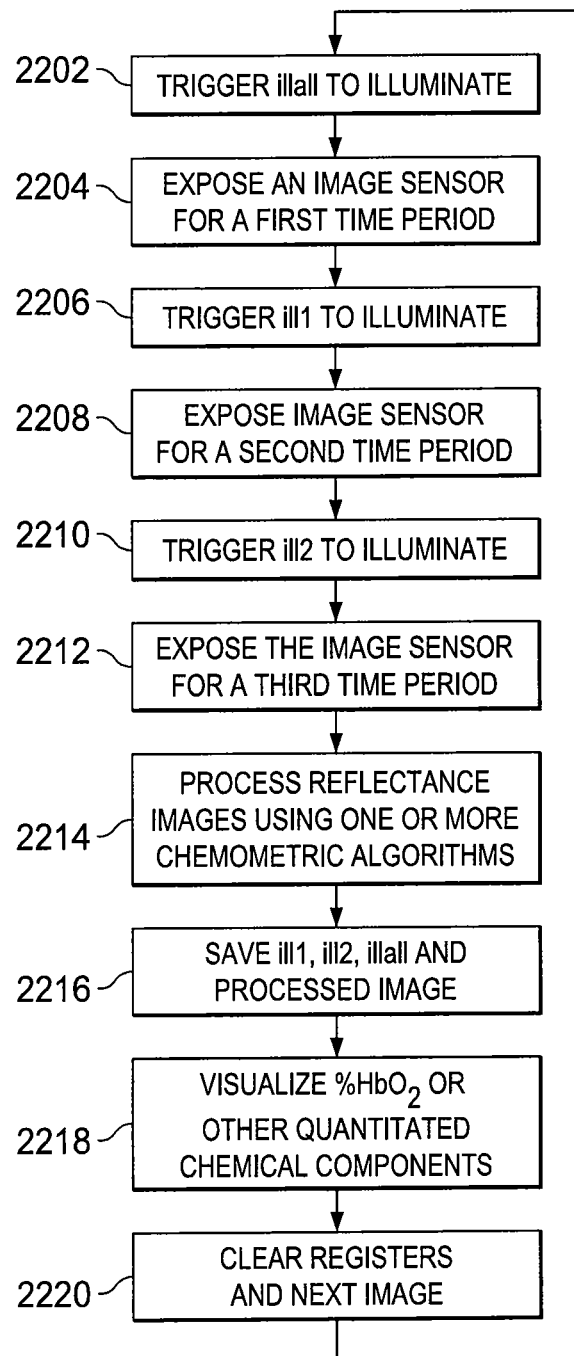 2202
TRIGGER illall TO ILLUMINATE
2204
EXPOSE AN IMAGE SENSOR
FOR A FIRST TIME PERIOD
2206
TRIGGER ill1 TO ILLUMINATE
2208
EXPOSE IMAGE SENSOR
FOR A SECOND TIME PERIOD
2210
TRIGGER ill2 TO ILLUMINATE
2212
EXPOSE THE IMAGE SENSOR
FOR A THIRD TIME PERIOD
2214
PROCESS REFLECTANCE
IMAGES USING ONE OR MORE
CHEMOMETRIC ALGORITHMS
2216
SAVE ill1, ill2, illall AND
PROCESSED IMAGE
2218
VISUALIZE %HbO2 OR
OTHER QUANTITATED
CHEMICAL COMPONENTS
2220
CLEAR REGISTERS
AND NEXT IMAGE